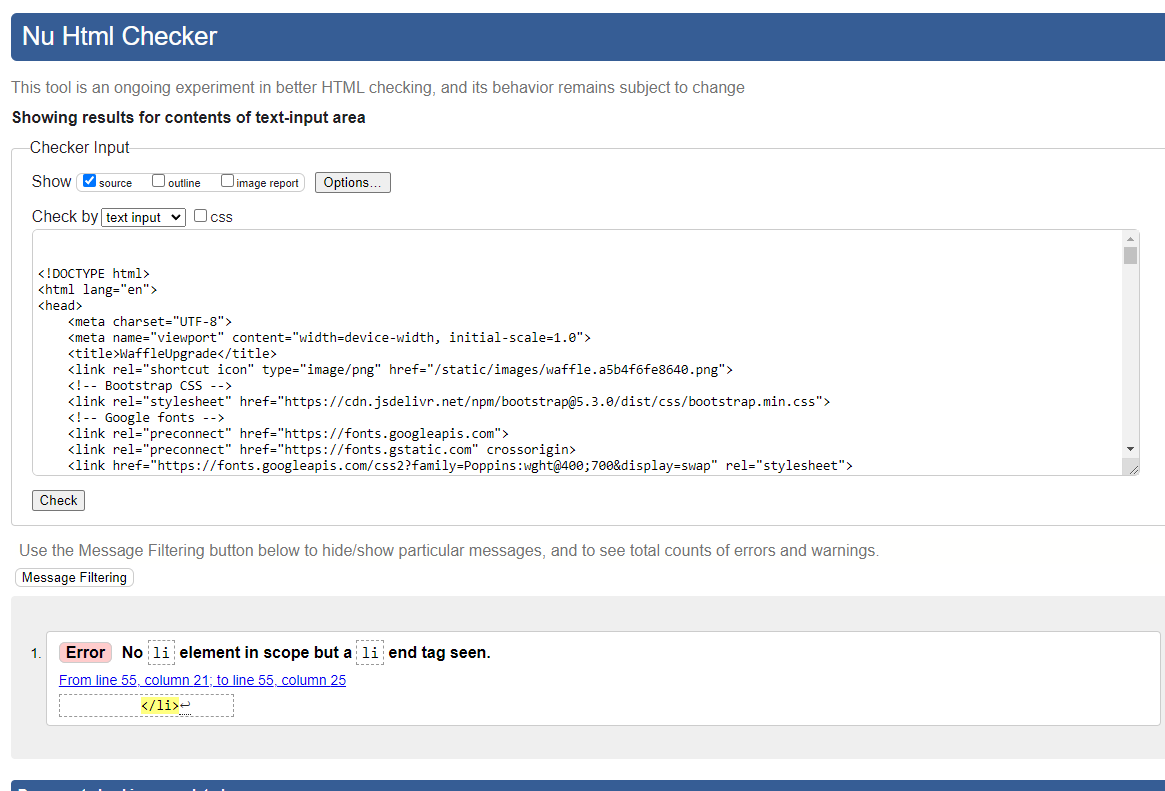 Nu Html Checker
This tool is an ongoing experiment in better HTML checking, and its behavior remains subject to change
Showing results for contents of text-input area
Checker Input
Show source outline image report Options...
Check by text input css
<!DOCTYPE html>
<html lang="en">
<head>
<meta charset="UTF-8">
<meta name="viewport" content="width=device-width, initial-scale=1.0">
<title>WaffleUpgrade</title>
<link rel="shortcut icon" type="image/png" href="/static/images/waffle.a5b4f6fe8640.png">
<!-- Bootstrap CSS -->
<link rel="stylesheet" href="https://cdn.jsdelivr.net/npm/bootstrap@5.3.0/dist/css/bootstrap.min.css">
<!-- Google fonts -->
<link rel="preconnect" href="https://fonts.googleapis.com">
<link rel="preconnect" href="https://fonts.gstatic.com" crossorigin>
<link href="https://fonts.googleapis.com/css2?family=Poppins:wght@400;700&display=swap" rel="stylesheet">
Check
Use the Message Filtering button below to hide/show particular messages, and to see total counts of errors and warnings.
Message Filtering
1. Error No li element in scope but a li end tag seen.
From line 55, column 21; to line 55, column 25
</li>↩